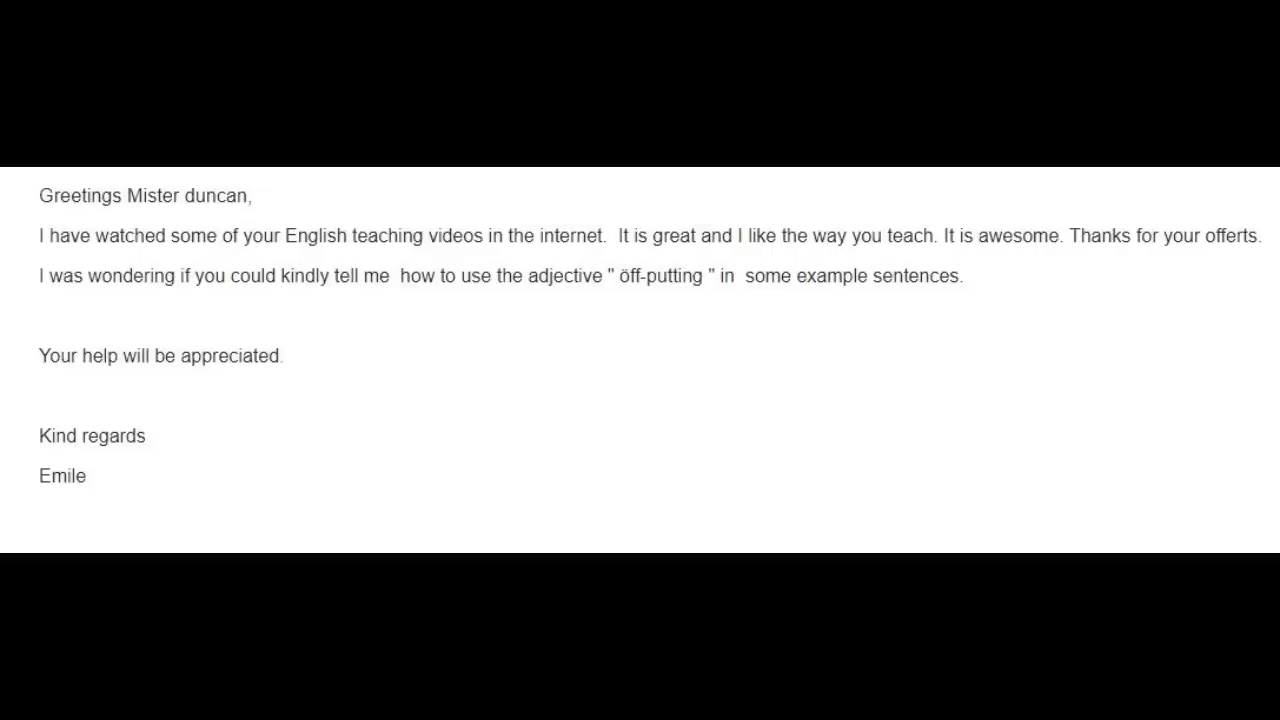 Greetings Mister duncan,
I have watched some of your English teaching videos in the internet.  It is great and I like the way you teach. It is awesome. Thanks for your offerts.
I was wondering if you could kindly tell me  how to use the adjective " öff-putting " in  some example sentences.
Your help will be appreciated.
Kind regards
Emile